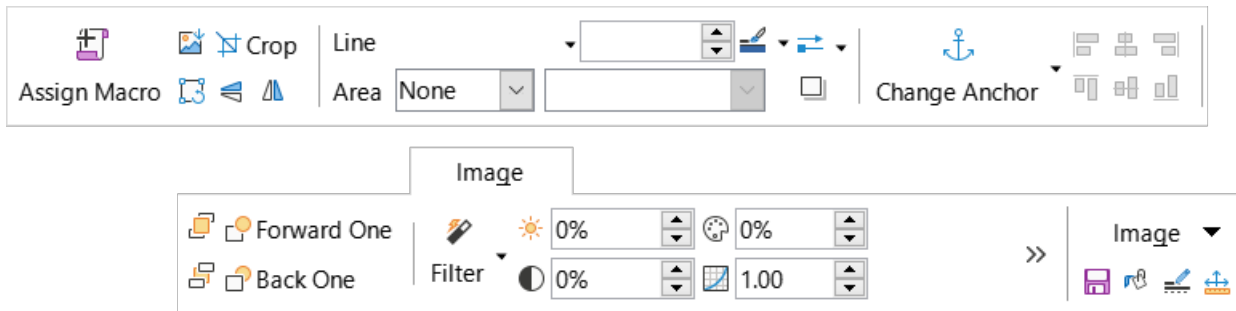 Crop
Line
Assign Macro
Area None
Change Anchor
Image
Forward One
0%
0%
Image
Back One
Filter
0%
1.00